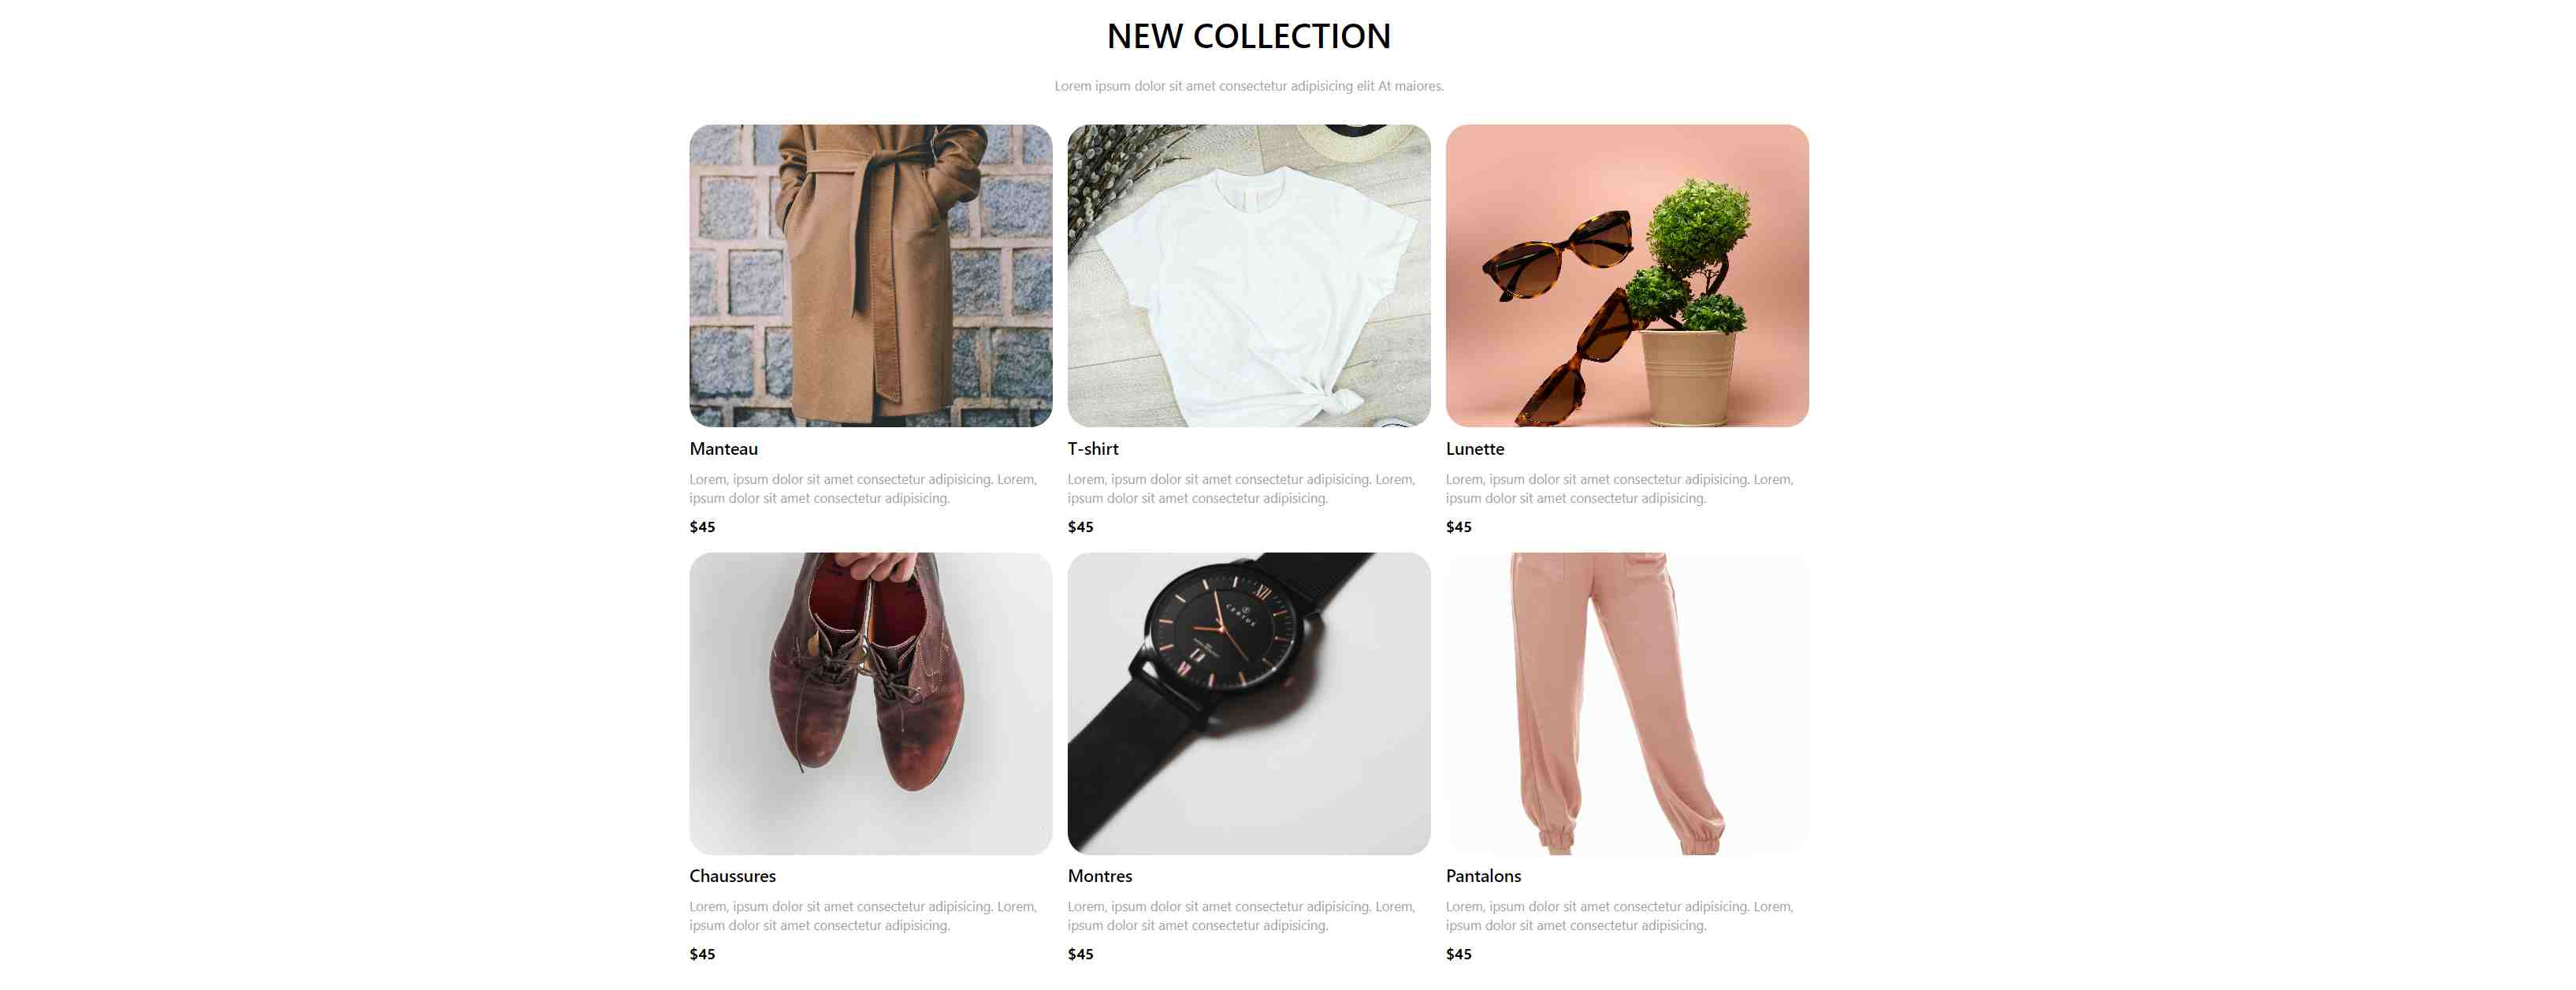 NEW COLLECTION
Lorem ipsum dolor sit amet consectetur adipisicing elit At maiores.
Manteau
Lorem, ipsum dolor sit amet consectetur adipisicing. Lorem,
ipsum dolor sit amet consectetur adipisicing.
$45
T-shirt
Lorem, ipsum dolor sit amet consectetur adipisicing. Lorem,
ipsum dolor sit amet consectetur adipisicing.
$45
Lunette
Lorem, ipsum dolor sit amet consectetur adipisicing. Lorem,
ipsum dolor sit amet consectetur adipisicing.
$45
Chaussures
Lorem, ipsum dolor sit amet consectetur adipisicing. Lorem,
ipsum dolor sit amet consectetur adipisicing.
$45
CERTUS
Montres
Lorem, ipsum dolor sit amet consectetur adipisicing. Lorem,
ipsum dolor sit amet consectetur adipisicing.
$45
Pantalons
Lorem, ipsum dolor sit amet consectetur adipisicing. Lorem,
ipsum dolor sit amet consectetur adipisicing.
$45